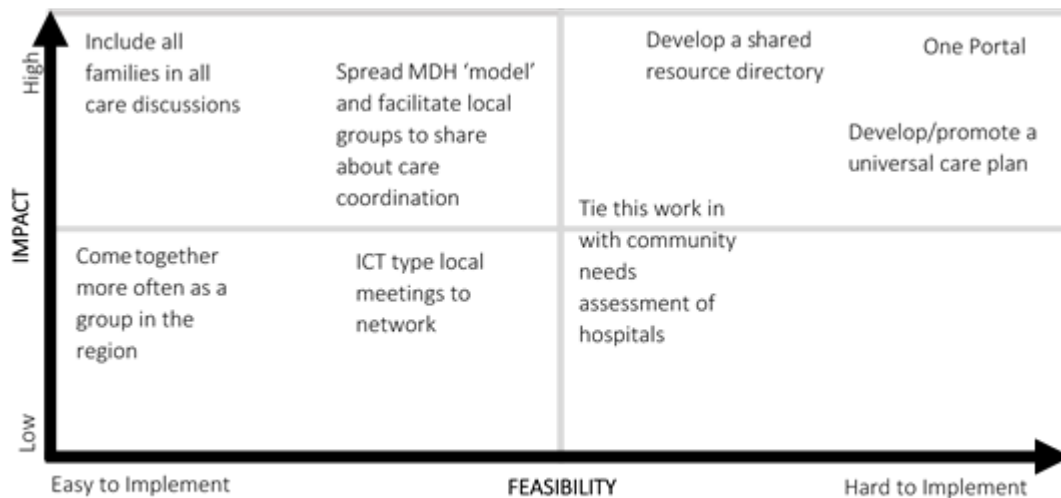 High
IMPACT
Low
Include all
families in all
care discussions
Spread MDH ‘model’
and facilitate local
groups to share
about care
coordination
Develop a shared
resource directory
One Portal
Develop/promote a
universal care plan
Come together
more often as a
group in the
region
ICT type local
meetings to
network
Tie this work in
with community
needs
assessment of
hospitals
Easy to Implement
FEASIBILITY
Hard to Implement